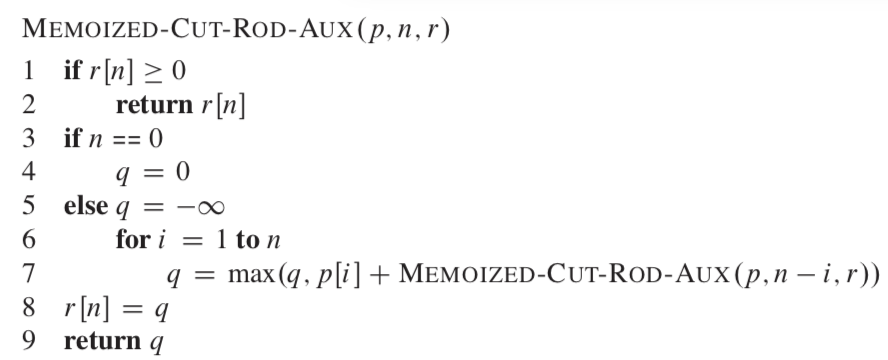 MEMOIZED-CUT-ROD-AUX(p, n, r)
1 if r[n] ≥ 0
2 return r[n]
3 if n == 0
4 q = 0
5 else q = −∞
6 for i = 1 to n
7 q = max(q, p[i] + MEMOIZED-CUT-ROD-AUX(p, n − i, r))
8 r[n] = q
9 return q